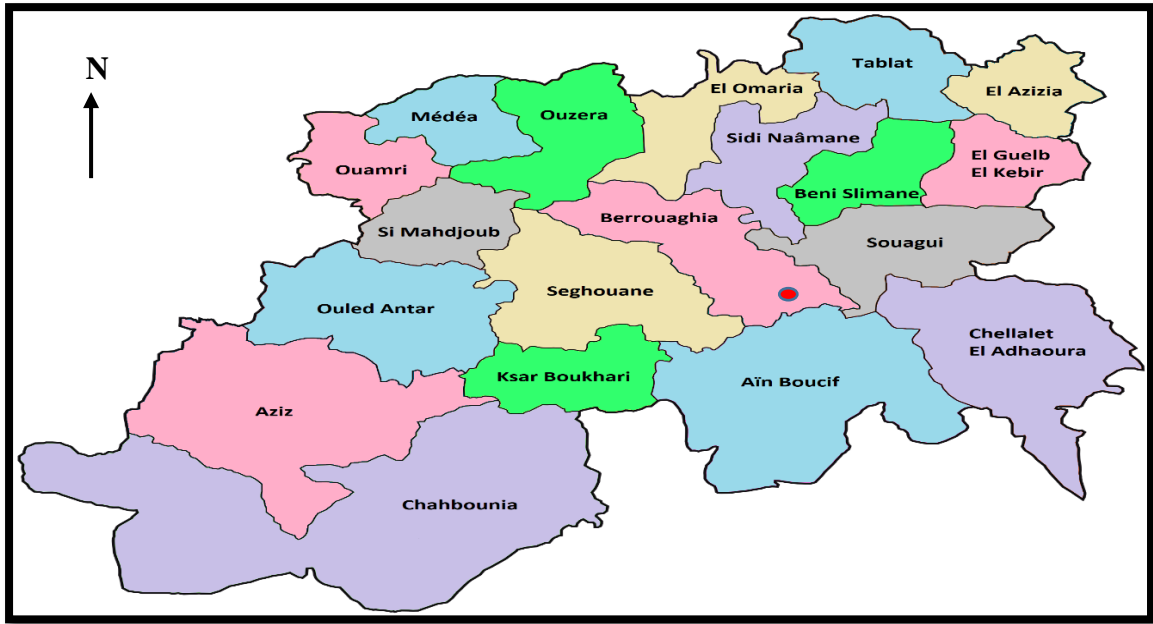 N
Tablat
El Omaria
El Azizia
Médéa
Ouzera
Sidi Naâmane
El Guelb
El Kebir
Ouamri
Beni Slimane
Berrouaghia
Si Mahdjoub
Souagui
Seghouane
Ouled Antar
Chellalet
El Adhaoura
Ksar Boukhari
Aïn Boucif
Aziz
Chahbounia